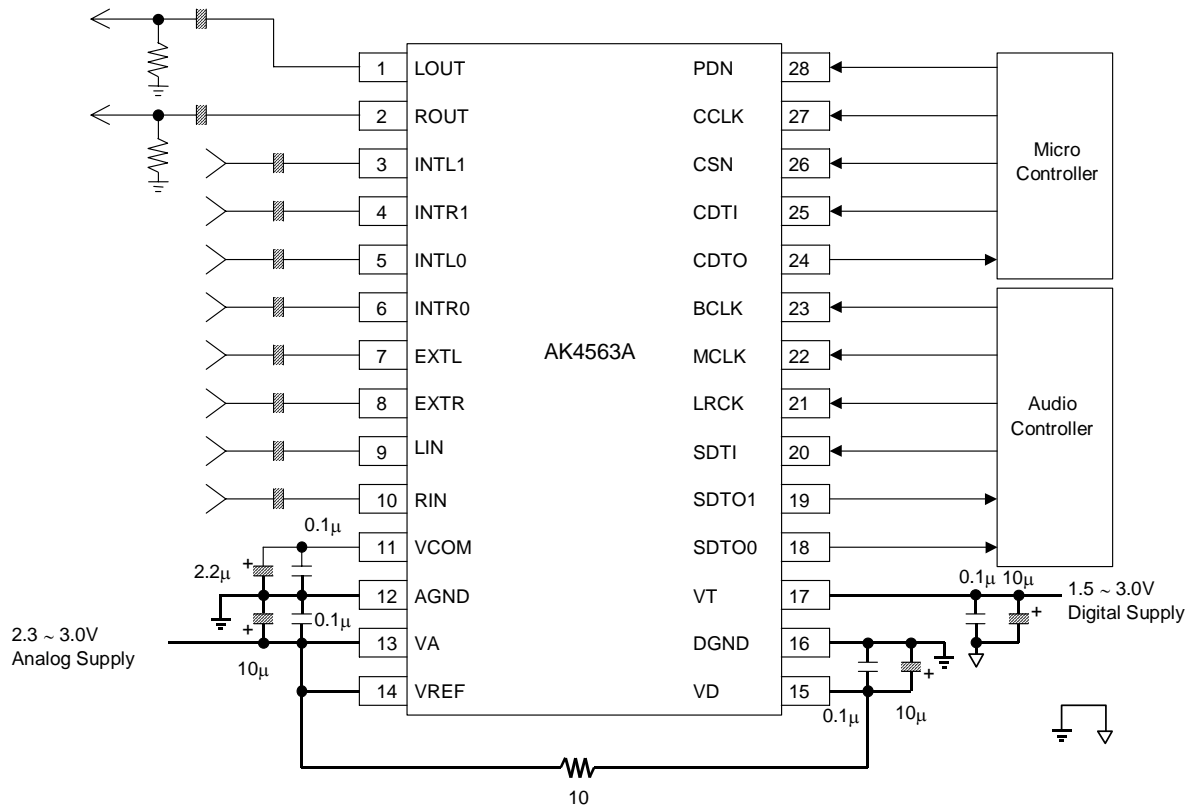 1 LOUT
2 ROUT
3 INTL1
4 INTR1
5 INTL0
6 INTR0
7 EXTL
8 EXTR
9 LIN
10 RIN
11 VCOM
12 AGND
13 VA
14 VREF
AK4563A
PDN 28
CCLK 27
CSN 26
CDTI 25
CDTO 24
BCLK 23
MCLK 22
LRCK 21
SDTI 20
SDTO1 19
SDTO0 18
VT 17
DGND 16
VD 15
Micro
Controller
Audio
Controller
0.1μ
+
2.2μ
0.1μ
+
10μ
2.3 ~ 3.0V
Analog Supply
0.1μ 10μ
+
1.5 ~ 3.0V
Digital Supply
+
0.1μ 10μ
10